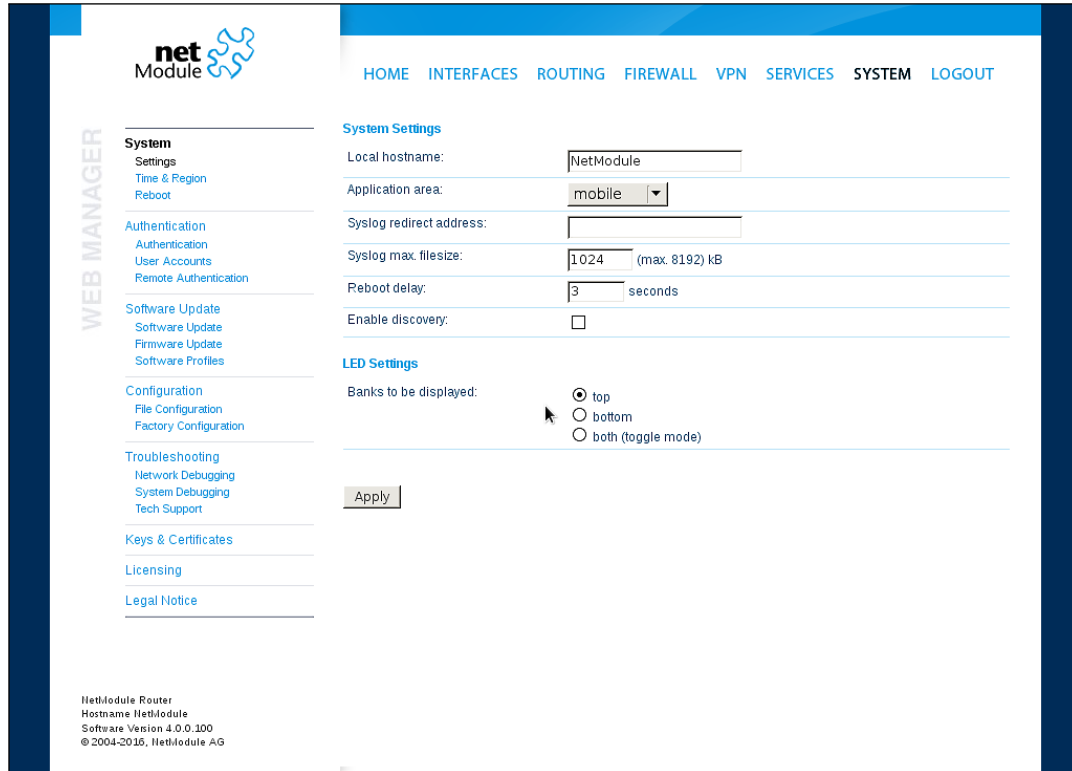 net
Module
HOME INTERFACES ROUTING FIREWALL VPN SERVICES SYSTEM LOGOUT
WEB MANAGER
System
Settings
Time & Region
Reboot
Authentication
Authentication
User Accounts
Remote Authentication
Software Update
Software Update
Firmware Update
Software Profiles
Configuration
File Configuration
Factory Configuration
Troubleshooting
Network Debugging
System Debugging
Tech Support
Keys & Certificates
Licensing
Legal Notice
System Settings
Local hostname: NetModule
Application area: mobile
Syslog redirect address:
Syslog max. filesize: 1024 (max. 8192) kB
Reboot delay: 3 seconds
Enable discovery:
LED Settings
Banks to be displayed: top
bottom
both (toggle mode)
Apply
NetModule Router
Hostname NetModule
Software Version 4.0.0.100
© 2004-2016, NetModule AG